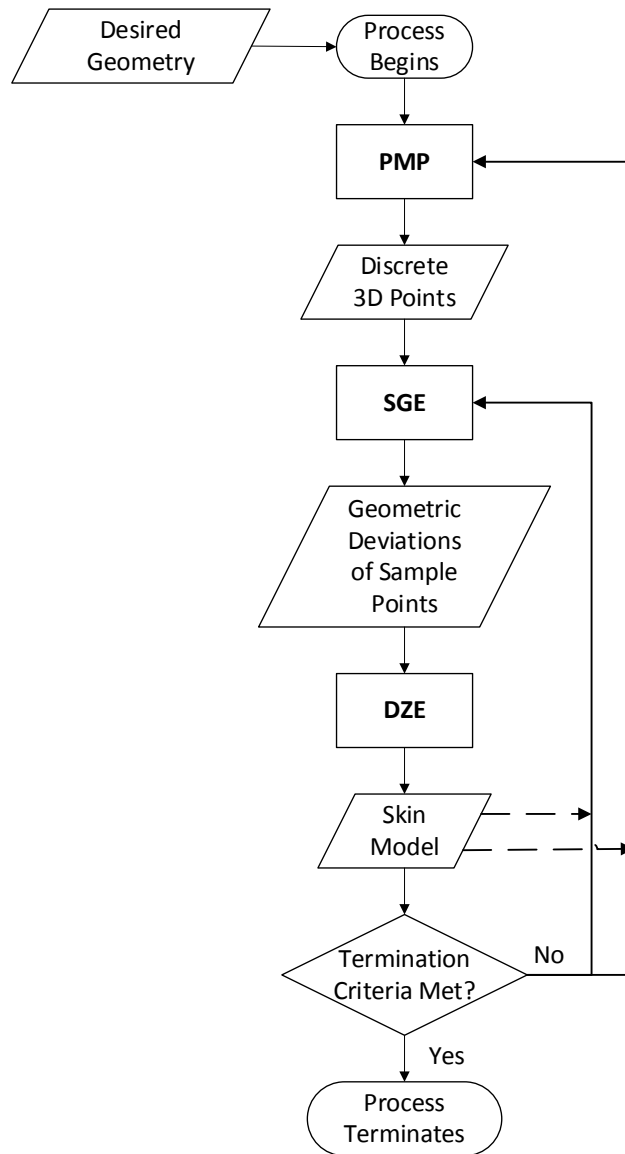 Desired
Geometry
Process
Begins
PMP
Discrete
3D Points
SGE
Geometric
Deviations
of Sample
Points
DZE
Skin
Model
Termination
Criteria Met?
No
Yes
Process
Terminates